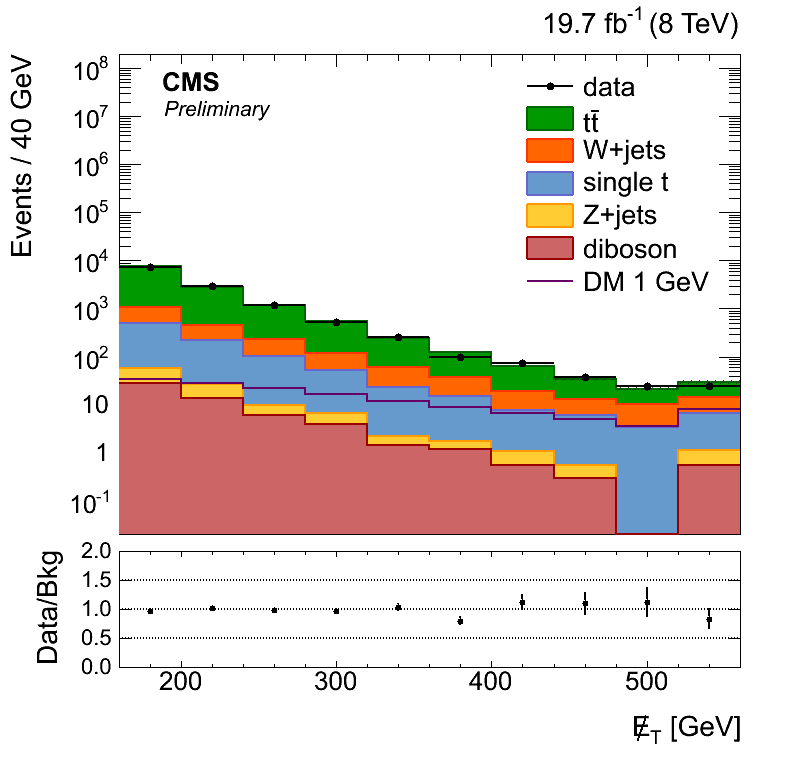 19.7 fb⁻¹ (8 TeV)
Events / 40 GeV
10⁸
10⁷
10⁶
10⁵
10⁴
10³
10²
10
1
10⁻¹
CMS
Preliminary
data
tt̄
W+jets
single t
Z+jets
diboson
DM 1 GeV
Data/Bkg
2.0
1.5
1.0
0.5
0.0
200 300 400 500
E̸_T [GeV]